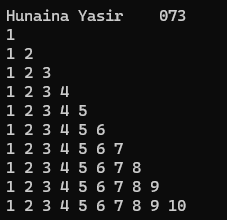 Hunaina Yasir    073
1
1 2
1 2 3
1 2 3 4
1 2 3 4 5
1 2 3 4 5 6
1 2 3 4 5 6 7
1 2 3 4 5 6 7 8
1 2 3 4 5 6 7 8 9
1 2 3 4 5 6 7 8 9 10